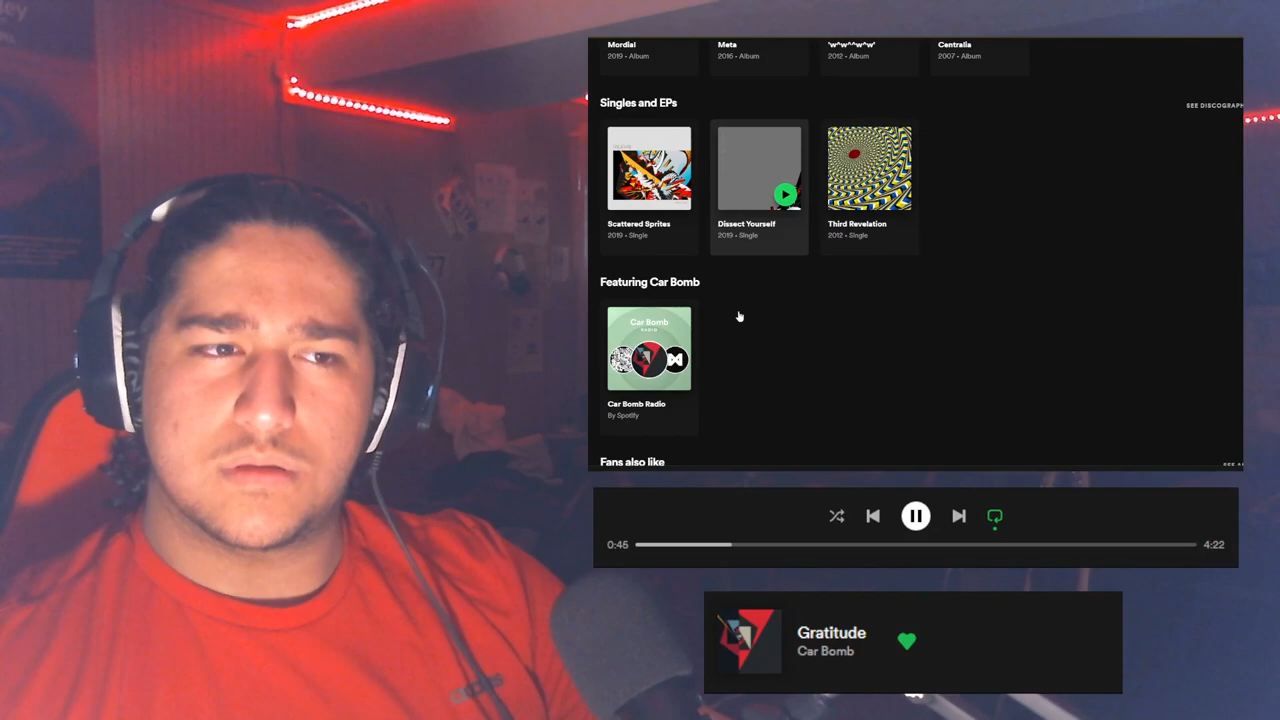 Mordial
Meta
'w^w^^w^w'
Centralia
2019 • Album
2016 • Album
2012 • Album
2007 • Album
Singles and EPs
SEE DISCOGRAPH
Scattered Sprites
Dissect Yourself
Third Revelation
2019 • Single
2019 • Single
2012 • Single
Featuring Car Bomb
Car Bomb
RADIO
Car Bomb Radio
By Spotify
Fans also like
0:45
4:22
Gratitude
Car Bomb